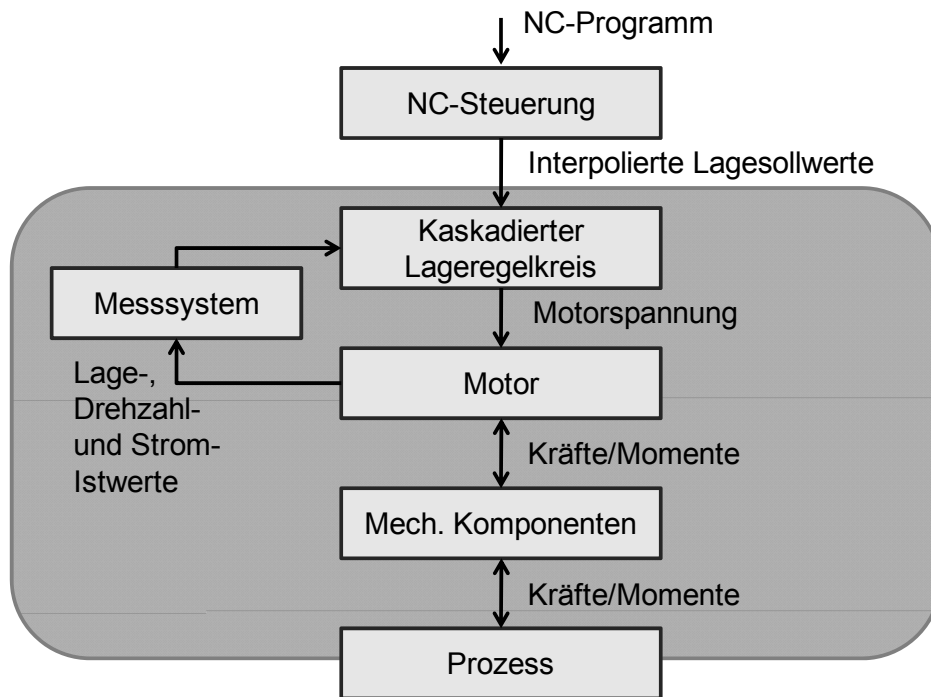 NC-Programm
NC-Steuerung
Interpolierte Lagesollwerte
Kaskadierter
Lageregelkreis
Messsystem
Motorspannung
Lage-,
Drehzahl-
und Strom-
Istwerte
Motor
Kräfte/Momente
Mech. Komponenten
Kräfte/Momente
Prozess